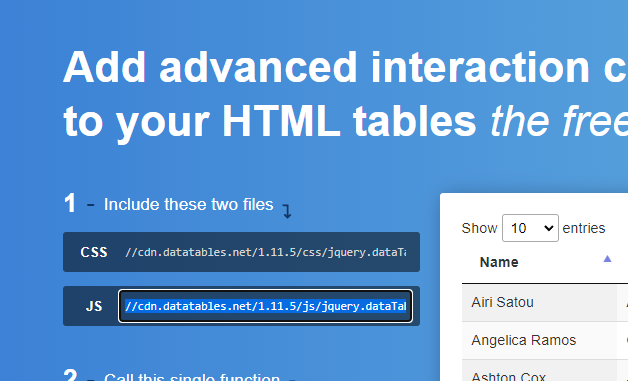 Add advanced interaction c
to your HTML tables the free
1 – Include these two files
CSS //cdn.datatables.net/1.11.5/css/jquery.dataTa
JS //cdn.datatables.net/1.11.5/js/jquery.dataTab
2 – Call this single function –
Show 10 entries
Name
Airi Satou
Angelica Ramos
Ashton Cox